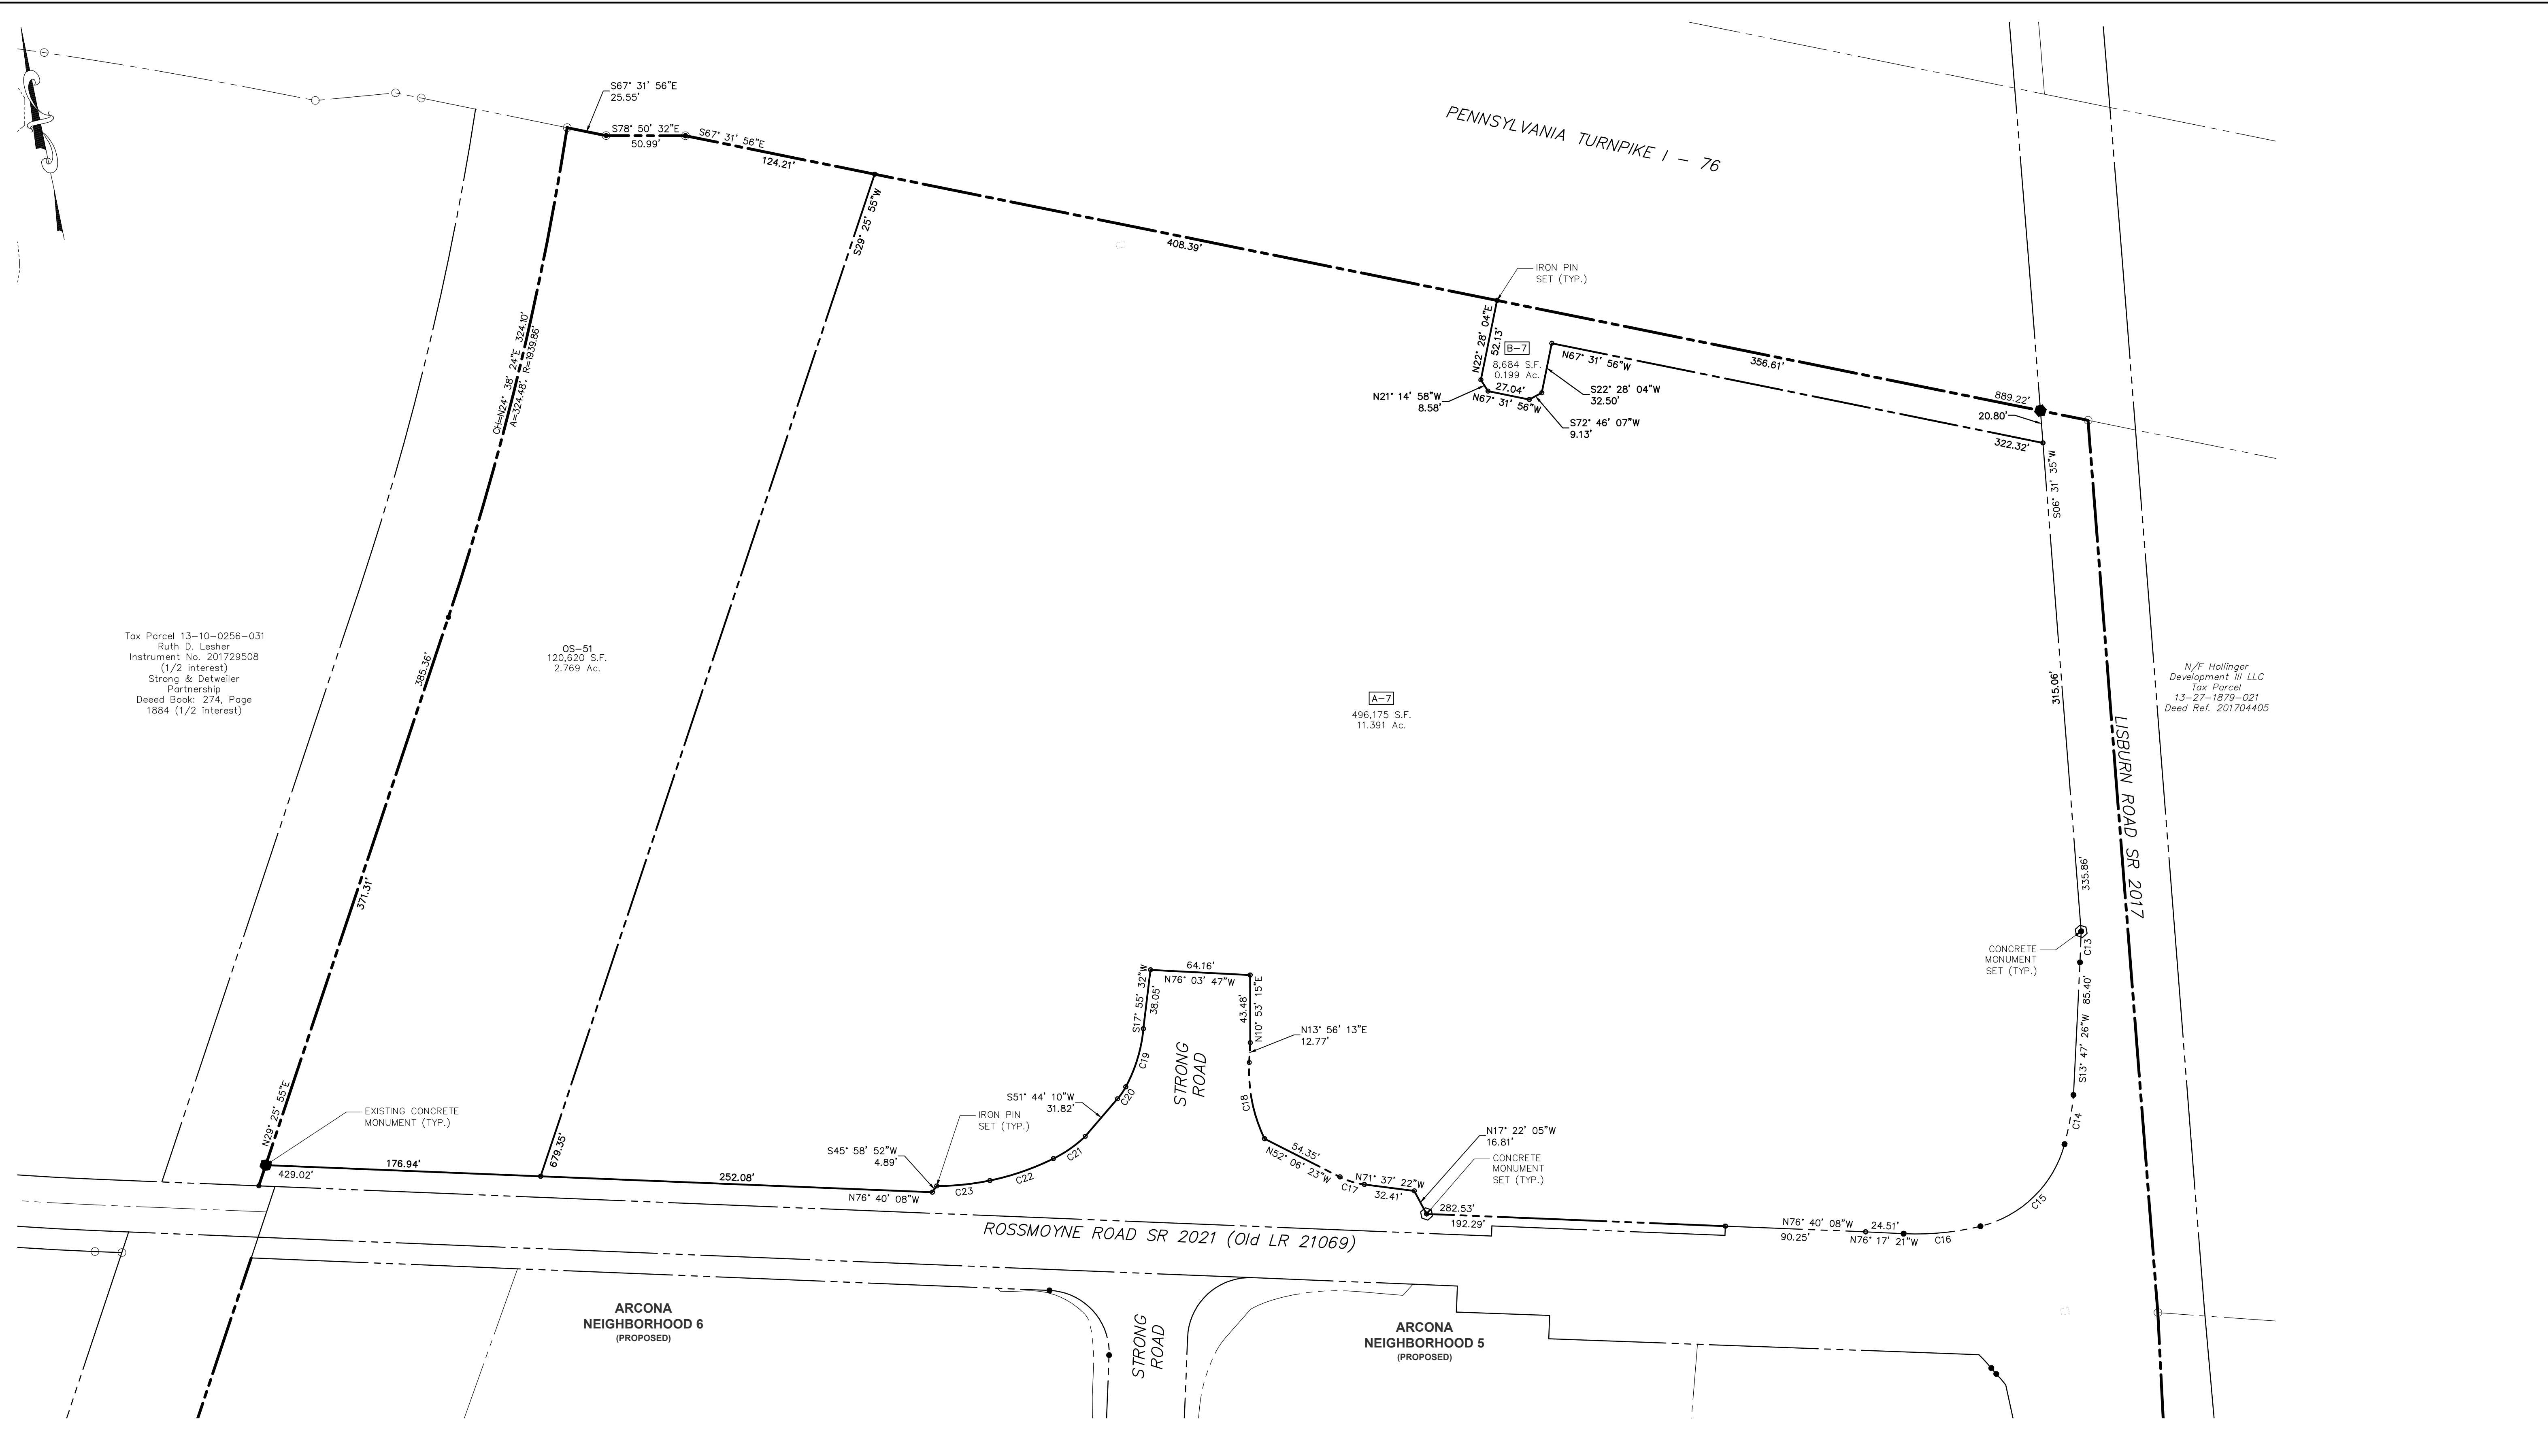 S67° 31' 56"E
25.55'
S78° 50' 32"E
50.99'
S67° 31' 56"E
124.21'
PENNSYLVANIA TURNPIKE I - 76
S29° 25' 55"W
408.39'
IRON PIN
SET (TYP.)
CH=N24° 38' 24"E 324.10'
A=324.48', R=1939.86'
N22° 28' 04"E
52.13'
B-7
8,684 S.F.
0.199 Ac.
N67° 31' 56"W
356.61'
27.04'
N67° 31' 56"W
N21° 14' 58"W
8.58'
S22° 28' 04"W
32.50'
S72° 46' 07"W
9.13'
889.22'
20.80'
322.32'
S06° 31' 35"W
Tax Parcel 13-10-0256-031
Ruth D. Lesher
Instrument No. 201729508
(1/2 interest)
Strong & Detweiler
Partnership
Deeed Book: 274, Page
1884 (1/2 interest)
385.36'
OS-51
120,620 S.F.
2.769 Ac.
A-7
496,175 S.F.
11.391 Ac.
315.06'
N/F Hollinger
Development III LLC
Tax Parcel
13-27-1879-021
Deed Ref. 201704405
LISBURN ROAD SR 2017
371.31'
335.86'
CONCRETE
MONUMENT
SET (TYP.)
C13
S13° 47' 26"W 85.40'
64.16'
N76° 03' 47"W
S17° 55' 32"W
38.05'
43.48'
N10° 53' 15"E
N13° 56' 13"E
12.77'
STRONG
ROAD
C19
C20
C18
S51° 44' 10"W
31.82'
IRON PIN
SET (TYP.)
EXISTING CONCRETE
MONUMENT (TYP.)
N29° 25' 55"E
679.35'
S45° 58' 52"W
4.89'
C21
C22
C23
54.35'
N52° 06' 23"W
C17
N71° 37' 22"W
32.41'
N17° 22' 05"W
16.81'
CONCRETE
MONUMENT
SET (TYP.)
C14
C15
176.94'
429.02'
252.08'
N76° 40' 08"W
282.53'
192.29'
N76° 40' 08"W
90.25'
24.51'
N76° 17' 21"W
C16
ROSSMOYNE ROAD SR 2021 (Old LR 21069)
ARCONA
NEIGHBORHOOD 6
(PROPOSED)
STRONG
ROAD
ARCONA
NEIGHBORHOOD 5
(PROPOSED)